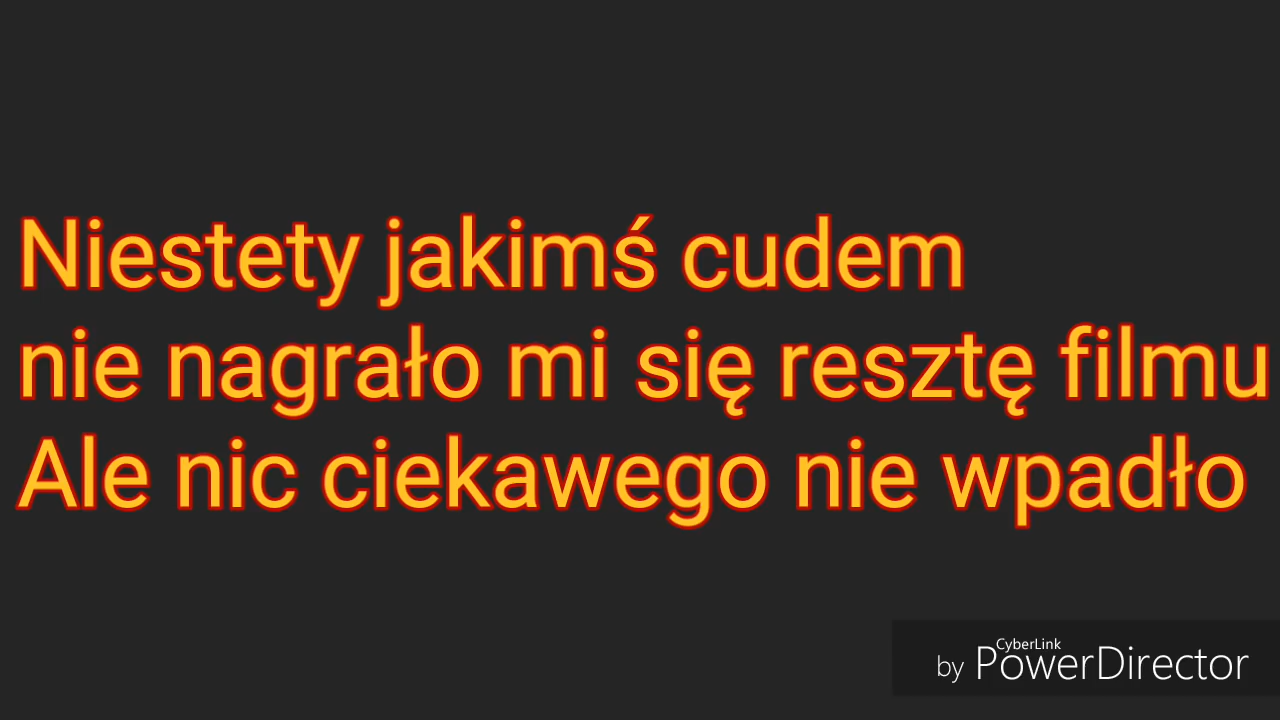 Niestety jakimś cudem
nie nagrało mi się resztę filmu
Ale nic ciekawego nie wpadło
CyberLink
by PowerDirector